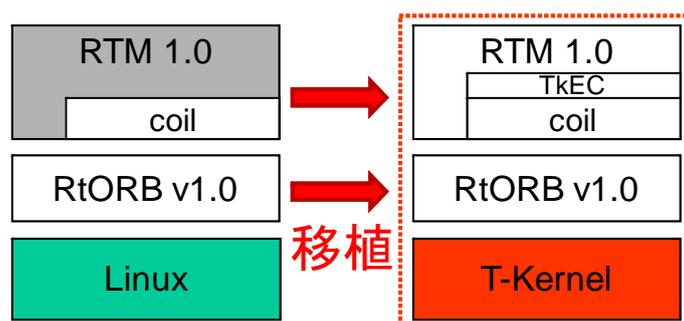 RTM 1.0
coil
RtORB v1.0
Linux
移植
RTM 1.0
TkEC
coil
RtORB v1.0
T-Kernel